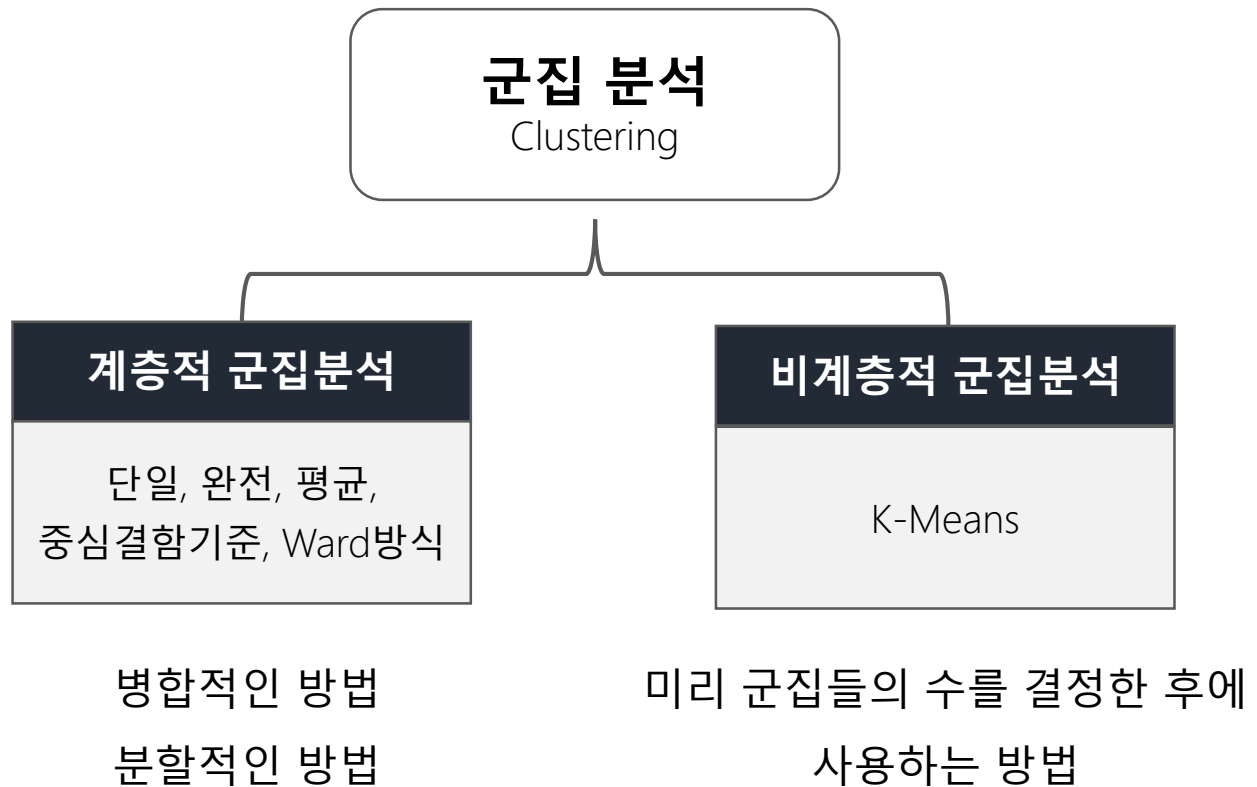 군집 분석
Clustering
계층적 군집분석
단일, 완전, 평균,
중심결함기준, Ward방식
병합적인 방법
분할적인 방법
비계층적 군집분석
K-Means
미리 군집들의 수를 결정한 후에
사용하는 방법